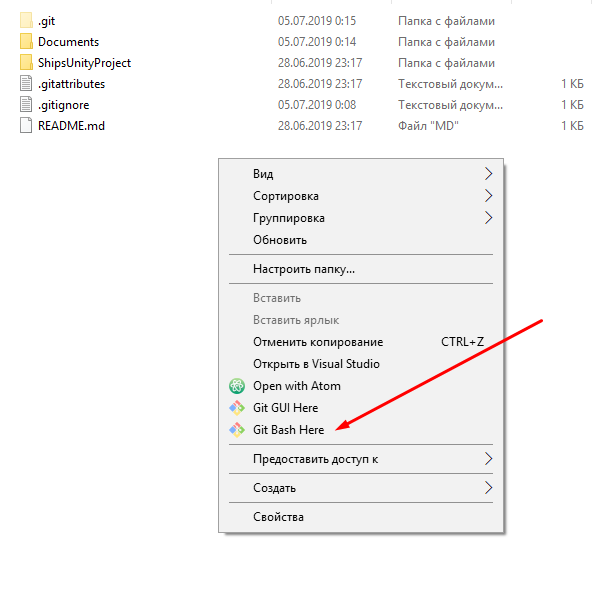 .git 05.07.2019 0:15 Папка с файлами
Documents 05.07.2019 0:14 Папка с файлами
ShipsUnityProject 28.06.2019 23:17 Папка с файлами
.gitattributes 28.06.2019 23:17 Текстовый докум... 1 КБ
.gitignore 05.07.2019 0:08 Текстовый докум... 1 КБ
README.md 28.06.2019 23:17 Файл "MD" 1 КБ
Вид
Сортировка
Группировка
Обновить
Настроить папку...
Вставить
Вставить ярлык
Отменить копирование CTRL+Z
Открыть в Visual Studio
Open with Atom
Git GUI Here
Git Bash Here
Предоставить доступ к
Создать
Свойства